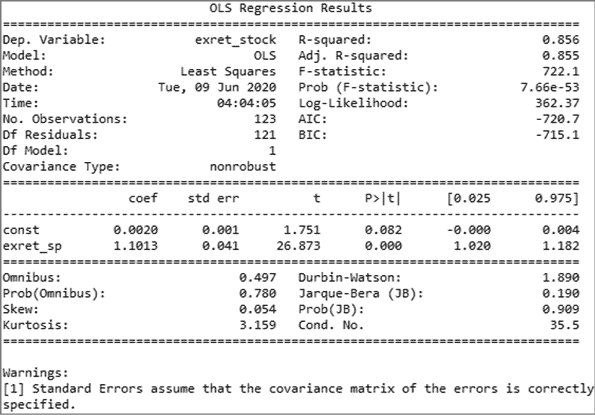 OLS Regression Results
==============================================================================
Dep. Variable: exret_stock R-squared: 0.856
Model: OLS Adj. R-squared: 0.855
Method: Least Squares F-statistic: 722.1
Date: Tue, 09 Jun 2020 Prob (F-statistic): 7.66e-53
Time: 04:04:05 Log-Likelihood: 362.37
No. Observations: 123 AIC: -720.7
Df Residuals: 121 BIC: -715.1
Df Model: 1
Covariance Type: nonrobust
==============================================================================
coef std err t P>|t| [0.025 0.975]
------------------------------------------------------------------------------
const 0.0020 0.001 1.751 0.082 -0.000 0.004
exret_sp 1.1013 0.041 26.873 0.000 1.020 1.182
==============================================================================
Omnibus: 0.497 Durbin-Watson: 1.890
Prob(Omnibus): 0.780 Jarque-Bera (JB): 0.190
Skew: 0.054 Prob(JB): 0.909
Kurtosis: 3.159 Cond. No. 35.5
==============================================================================
Warnings:
[1] Standard Errors assume that the covariance matrix of the errors is correctly
specified.